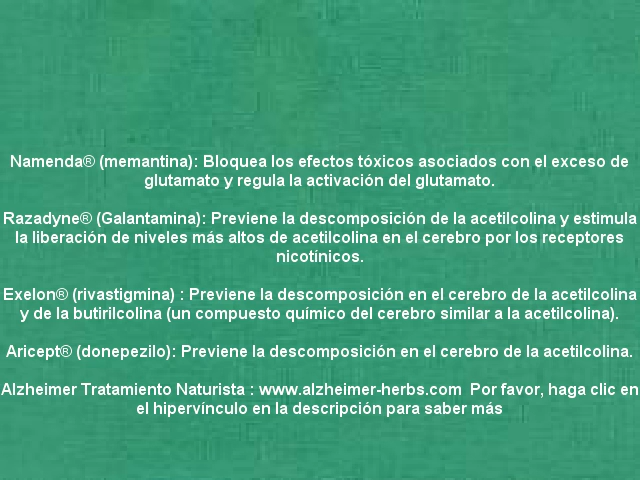 Namenda® (memantina): Bloquea los efectos tóxicos asociados con el exceso de
glutamato y regula la activación del glutamato.
Razadyne® (Galantamina): Previene la descomposición de la acetilcolina y estimula
la liberación de niveles más altos de acetilcolina en el cerebro por los receptores
nicotínicos.
Exelon® (rivastigmina) : Previene la descomposición en el cerebro de la acetilcolina
y de la butirilcolina (un compuesto químico del cerebro similar a la acetilcolina).
Aricept® (donepezilo): Previene la descomposición en el cerebro de la acetilcolina.
Alzheimer Tratamiento Naturista : www.alzheimer-herbs.com  Por favor, haga clic en
el hipervínculo en la descripción para saber más